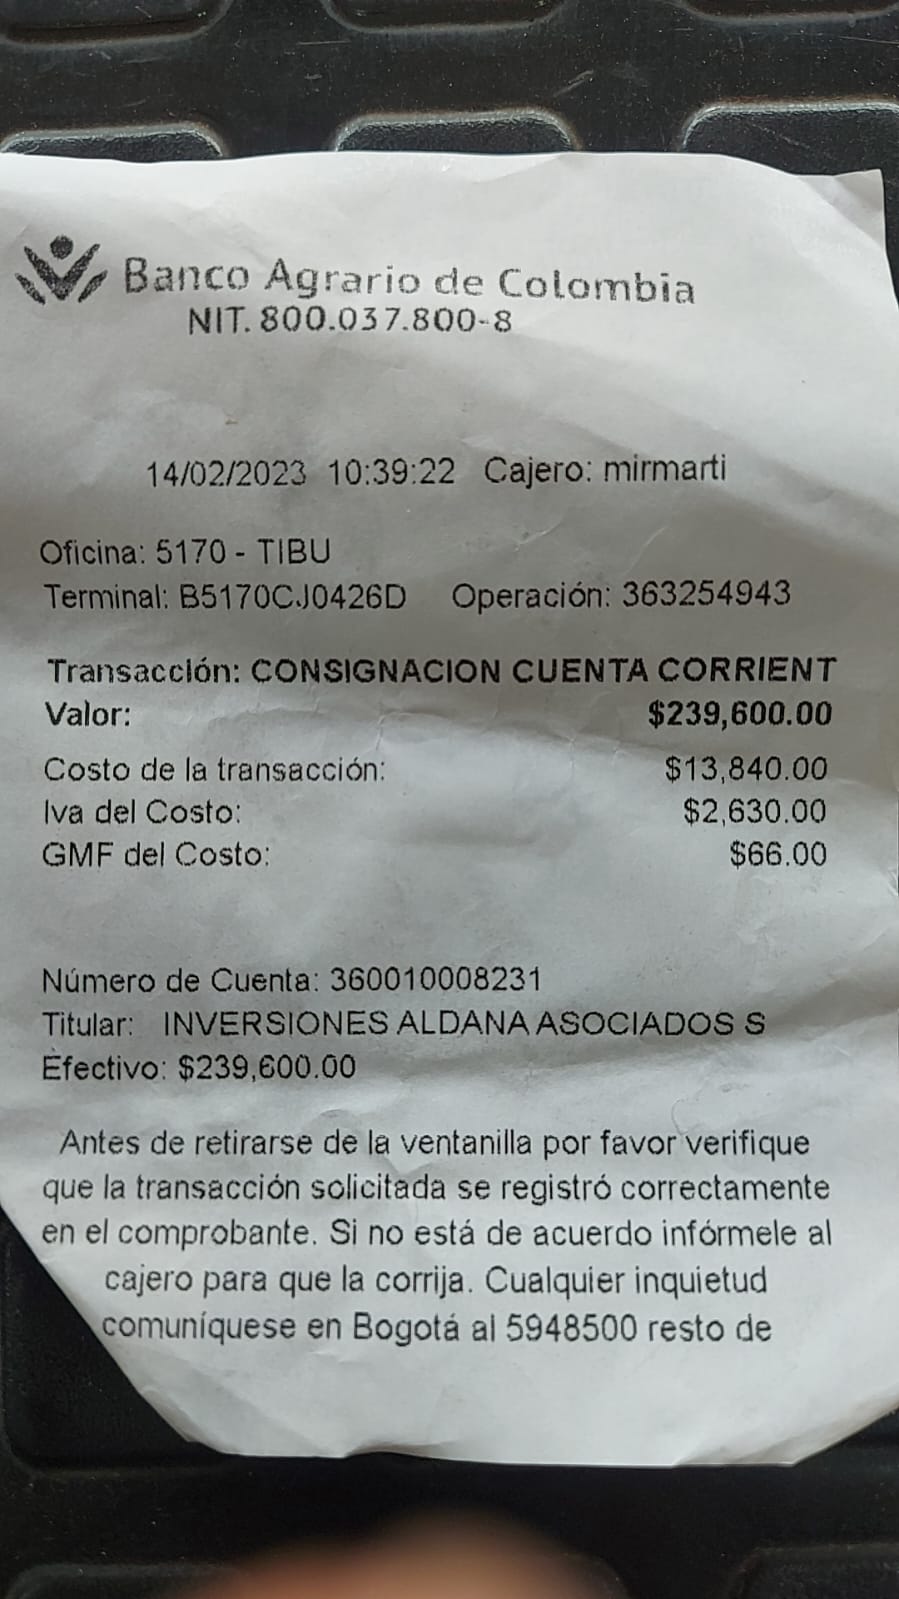 Banco Agrario de Colombia
NIT. 800.037.800-8
14/02/2023 10:39:22 Cajero: mirmarti
Oficina: 5170 - TIBU
Terminal: B5170CJ0426D Operación: 363254943
Transacción: CONSIGNACION CUENTA CORRIENT
Valor: $239,600.00
Costo de la transacción: $13,840.00
Iva del Costo: $2,630.00
GMF del Costo: $66.00
Número de Cuenta: 360010008231
Titular: INVERSIONES ALDANA ASOCIADOS S
Efectivo: $239,600.00
Antes de retirarse de la ventanilla por favor verifique
que la transacción solicitada se registró correctamente
en el comprobante. Si no está de acuerdo infórmele al
cajero para que la corrija. Cualquier inquietud
comuníquese en Bogotá al 5948500 resto de